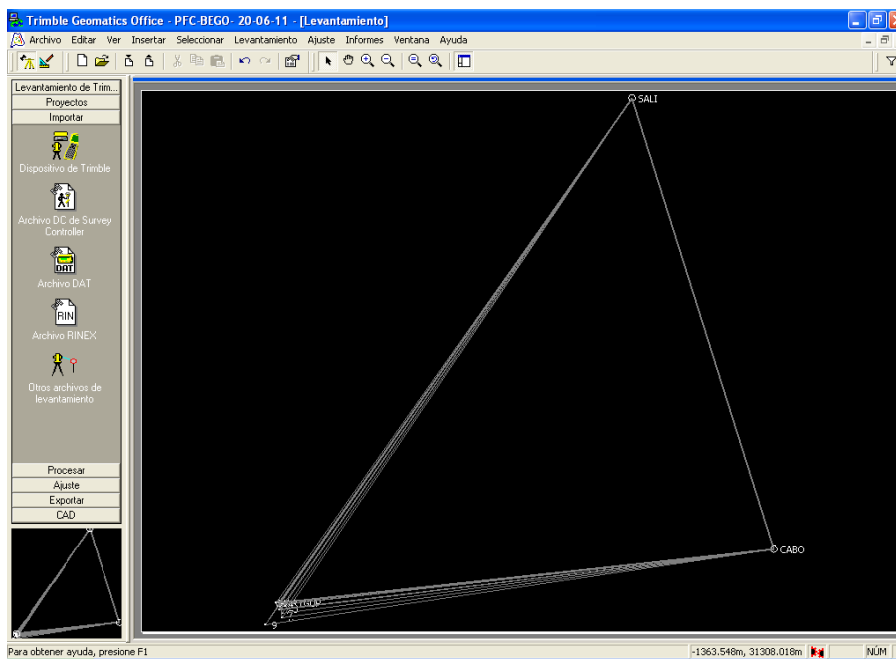 Trimble Geomatics Office - PFC-BEGO- 20-06-11 - [Levantamiento]
Archivo Editar Ver Insertar Seleccionar Levantamiento Ajuste Informes Ventana Ayuda
Levantamiento de Trim...
Proyectos
Importar
Dispositivo de Trimble
Archivo DC de Survey
Controller
DAT
Archivo DAT
RIN
Archivo RINEX
Otros archivos de
levantamiento
Procesar
Ajuste
Exportar
CAD
SALI
CABO
9
Para obtener ayuda, presione F1
-1363.548m, 31308.018m
NÚM